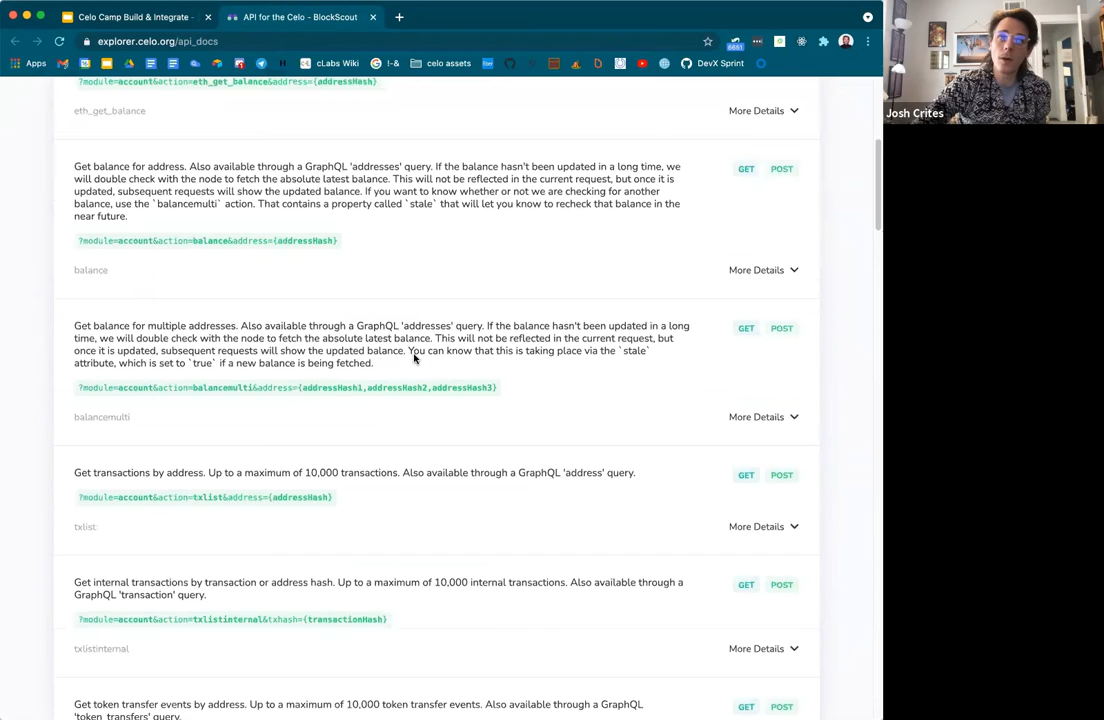 Celo Camp Build & Integrate -
API for the Celo - BlockScout
explorer.celo.org/api_docs
6661
Apps
cLabs Wiki
!-&
celo assets
DevX Sprint
Josh Crites
?module=account&action=eth_get_balance&address={addressHash}
eth_get_balance
More Details
Get balance for address. Also available through a GraphQL 'addresses' query. If the balance hasn't been updated in a long time, we
will double check with the node to fetch the absolute latest balance. This will not be reflected in the current request, but once it is
updated, subsequent requests will show the updated balance. If you want to know whether or not we are checking for another
balance, use the `balancemulti` action. That contains a property called `stale` that will let you know to recheck that balance in the
near future.
GET POST
?module=account&action=balance&address={addressHash}
balance
More Details
Get balance for multiple addresses. Also available through a GraphQL 'addresses' query. If the balance hasn't been updated in a long
time, we will double check with the node to fetch the absolute latest balance. This will not be reflected in the current request, but
once it is updated, subsequent requests will show the updated balance. You can know that this is taking place via the `stale`
attribute, which is set to `true` if a new balance is being fetched.
GET POST
?module=account&action=balancemulti&address={addressHash1,addressHash2,addressHash3}
balancemulti
More Details
Get transactions by address. Up to a maximum of 10,000 transactions. Also available through a GraphQL 'address' query.
GET POST
?module=account&action=txlist&address={addressHash}
txlist
More Details
Get internal transactions by transaction or address hash. Up to a maximum of 10,000 internal transactions. Also available through a
GraphQL 'transaction' query.
GET POST
?module=account&action=txlistinternal&txhash={transactionHash}
txlistinternal
More Details
Get token transfer events by address. Up to a maximum of 10,000 token transfer events. Also available through a GraphQL
'token_transfers' query.
GET POST